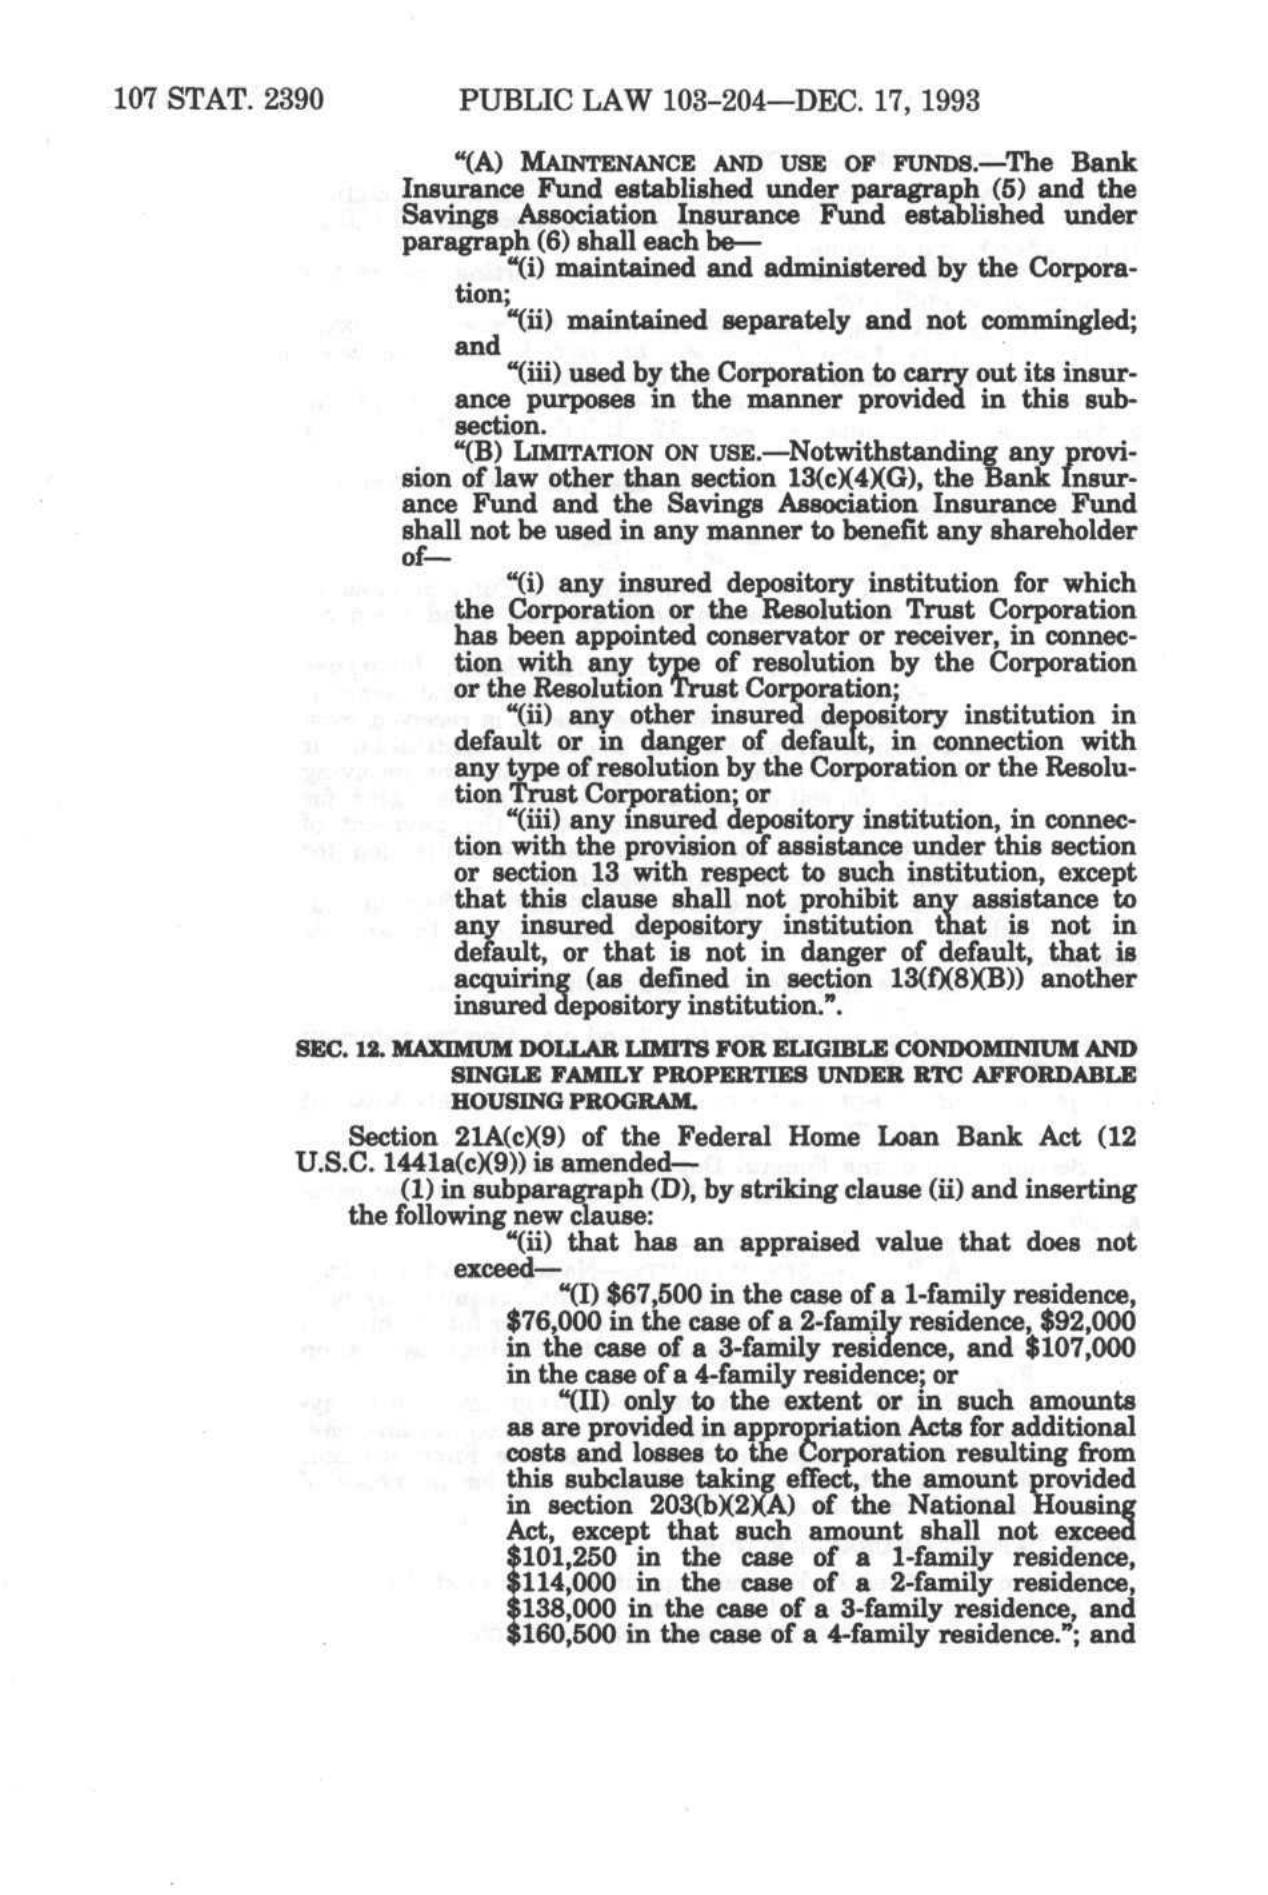 107 STAT. 2390 PUBLIC LAW 103–204—DEC. 17, 1993
“(A) MAINTENANCE AND USE OF FUNDS.—The Bank
Insurance Fund established under paragraph (5) and the
Savings Association Insurance Fund established under
paragraph (6) shall each be—
“(i) maintained and administered by the Corpora-
tion;
“(ii) maintained separately and not commingled;
and
“(iii) used by the Corporation to carry out its insur-
ance purposes in the manner provided in this sub-
section.
“(B) LIMITATION ON USE.—Notwithstanding any provi-
sion of law other than section 13(c)(4)(G), the Bank Insur-
ance Fund and the Savings Association Insurance Fund
shall not be used in any manner to benefit any shareholder
of—
“(i) any insured depository institution for which
the Corporation or the Resolution Trust Corporation
has been appointed conservator or receiver, in connec-
tion with any type of resolution by the Corporation
or the Resolution Trust Corporation;
“(ii) any other insured depository institution in
default or in danger of default, in connection with
any type of resolution by the Corporation or the Resolu-
tion Trust Corporation; or
“(iii) any insured depository institution, in connec-
tion with the provision of assistance under this section
or section 13 with respect to such institution, except
that this clause shall not prohibit any assistance to
any insured depository institution that is not in
default, or that is not in danger of default, that is
acquiring (as defined in section 13(f)(8)(B)) another
insured depository institution.”.
SEC. 12. MAXIMUM DOLLAR LIMITS FOR ELIGIBLE CONDOMINIUM AND
SINGLE FAMILY PROPERTIES UNDER RTC AFFORDABLE
HOUSING PROGRAM.
Section 21A(c)(9) of the Federal Home Loan Bank Act (12
U.S.C. 1441a(c)(9)) is amended—
(1) in subparagraph (D), by striking clause (ii) and inserting
the following new clause:
“(ii) that has an appraised value that does not
exceed—
“(I) $67,500 in the case of a 1-family residence,
$76,000 in the case of a 2-family residence, $92,000
in the case of a 3-family residence, and $107,000
in the case of a 4-family residence; or
“(II) only to the extent or in such amounts
as are provided in appropriation Acts for additional
costs and losses to the Corporation resulting from
this subclause taking effect, the amount provided
in section 203(b)(2)(A) of the National Housing
Act, except that such amount shall not exceed
$101,250 in the case of a 1-family residence,
$114,000 in the case of a 2-family residence,
$138,000 in the case of a 3-family residence, and
$160,500 in the case of a 4-family residence.”; and